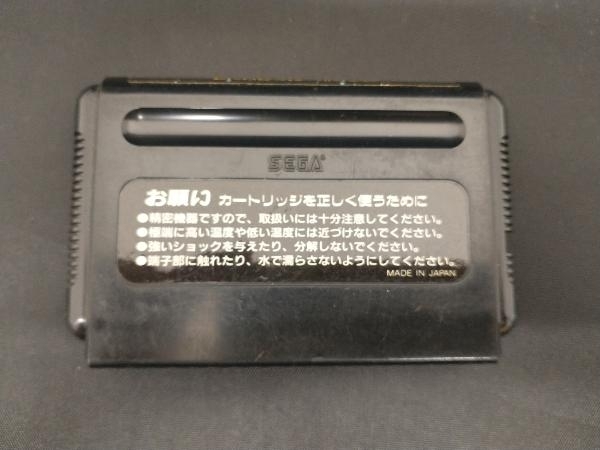 SEGA
お願い カートリッジを正しく使うために
●精密機器ですので、取扱いには十分注意してください。
●極端に高い温度や低い温度には近づけないでください。
●強いショックを与えたり、分解しないでください。
●端子部に触れたり、水で濡らさないようにしてください。
MADE IN JAPAN